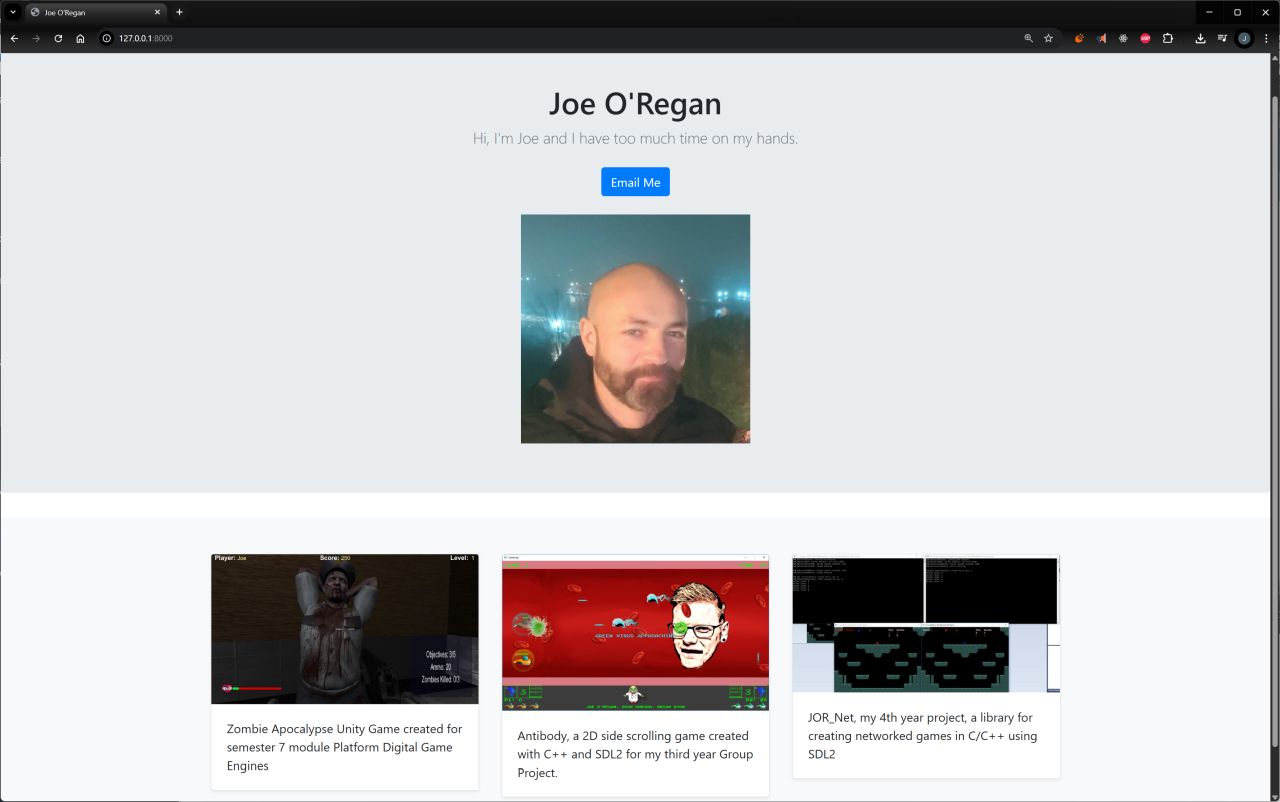 Joe O'Regan
127.0.0.1:8000
ABP
J
Joe O'Regan
Hi, I'm Joe and I have too much time on my hands.
Email Me
Player: Joe Score: 250 Level: 1
Objectives: 3/5
Ammo: 20
Zombies Killed: 0/3
Zombie Apocalypse Unity Game created for
semester 7 module Platform Digital Game
Engines
GREEN VIRUS APPROACHING
Antibody, a 2D side scrolling game created
with C++ and SDL2 for my third year Group
Project.
JOR_Net, my 4th year project, a library for
creating networked games in C/C++ using
SDL2